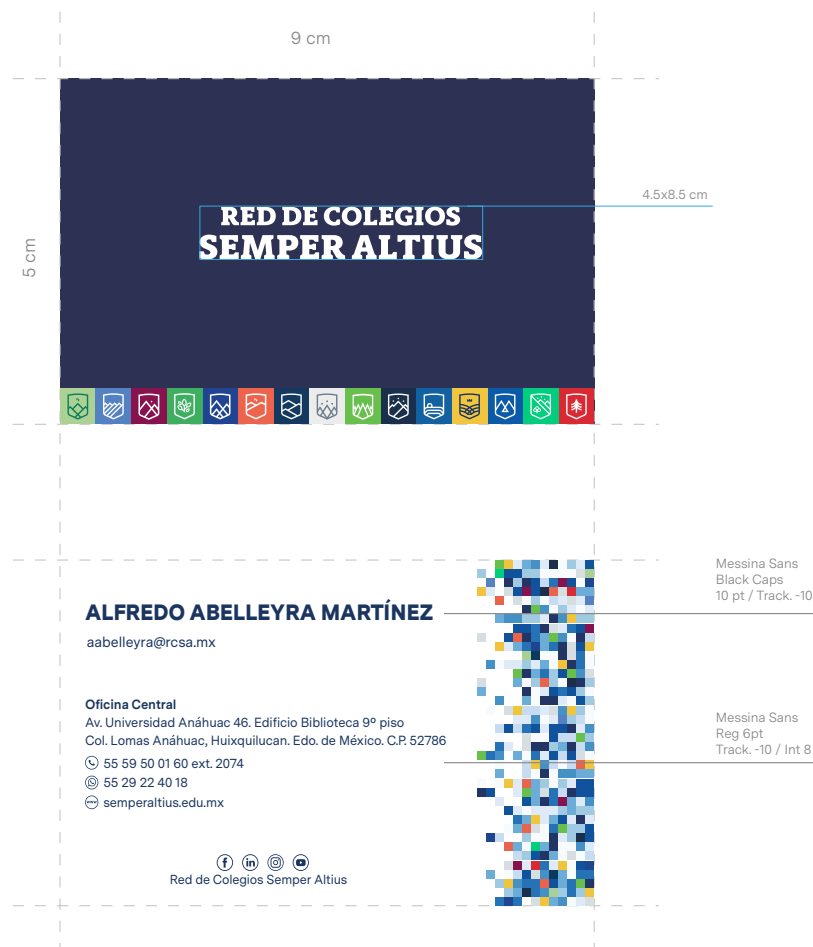 9 cm
4.5x8.5 cm
5 cm
RED DE COLEGIOS
SEMPER ALTIUS
Messina Sans
Black Caps
10 pt / Track. -10
ALFREDO ABELLEYRA MARTÍNEZ
aabelleyra@rcsa.mx
Oficina Central
Av. Universidad Anáhuac 46. Edificio Biblioteca 9º piso
Col. Lomas Anáhuac, Huixquilucan. Edo. de México. C.P. 52786
Messina Sans
Reg 6pt
Track. -10 / Int 8
55 59 50 01 60 ext. 2074
55 29 22 40 18
www semperaltius.edu.mx
Red de Colegios Semper Altius